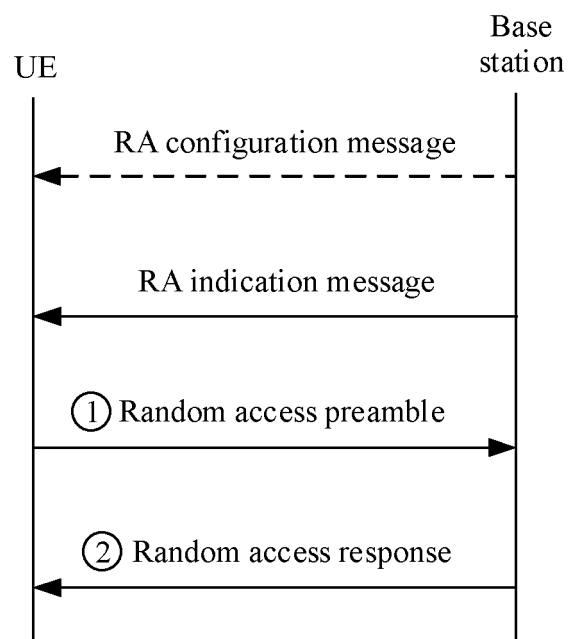 UE
Base
station
RA configuration message
RA indication message
① Random access preamble
② Random access response